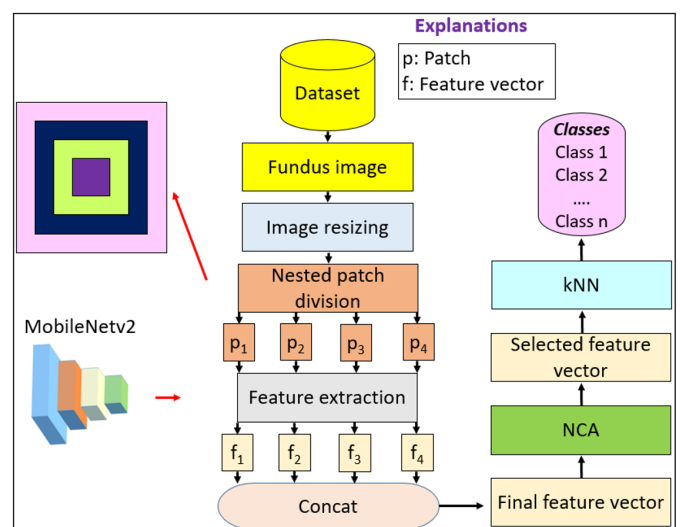 Explanations
p: Patch
f: Feature vector
Dataset
Fundus image
Image resizing
Nested patch
division
p1 p2 p3 p4
MobileNetv2
Feature extraction
f1 f2 f3 f4
Concat
Final feature vector
NCA
Selected feature
vector
kNN
Classes
Class 1
Class 2
....
Class n